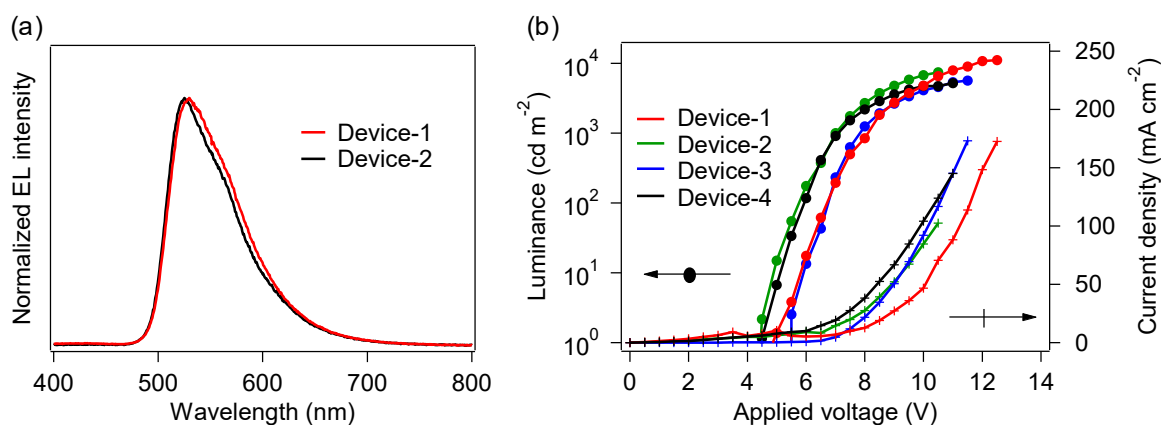 (a)
Normalized EL intensity
Device-1
Device-2
400
500
600
700
800
Wavelength (nm)
(b)
Luminance (cd m⁻²)
10⁴
10³
10²
10¹
10⁰
Device-1
Device-2
Device-3
Device-4
250
200
150
100
50
0
Current density (mA cm⁻²)
0
2
4
6
8
10
12
14
Applied voltage (V)